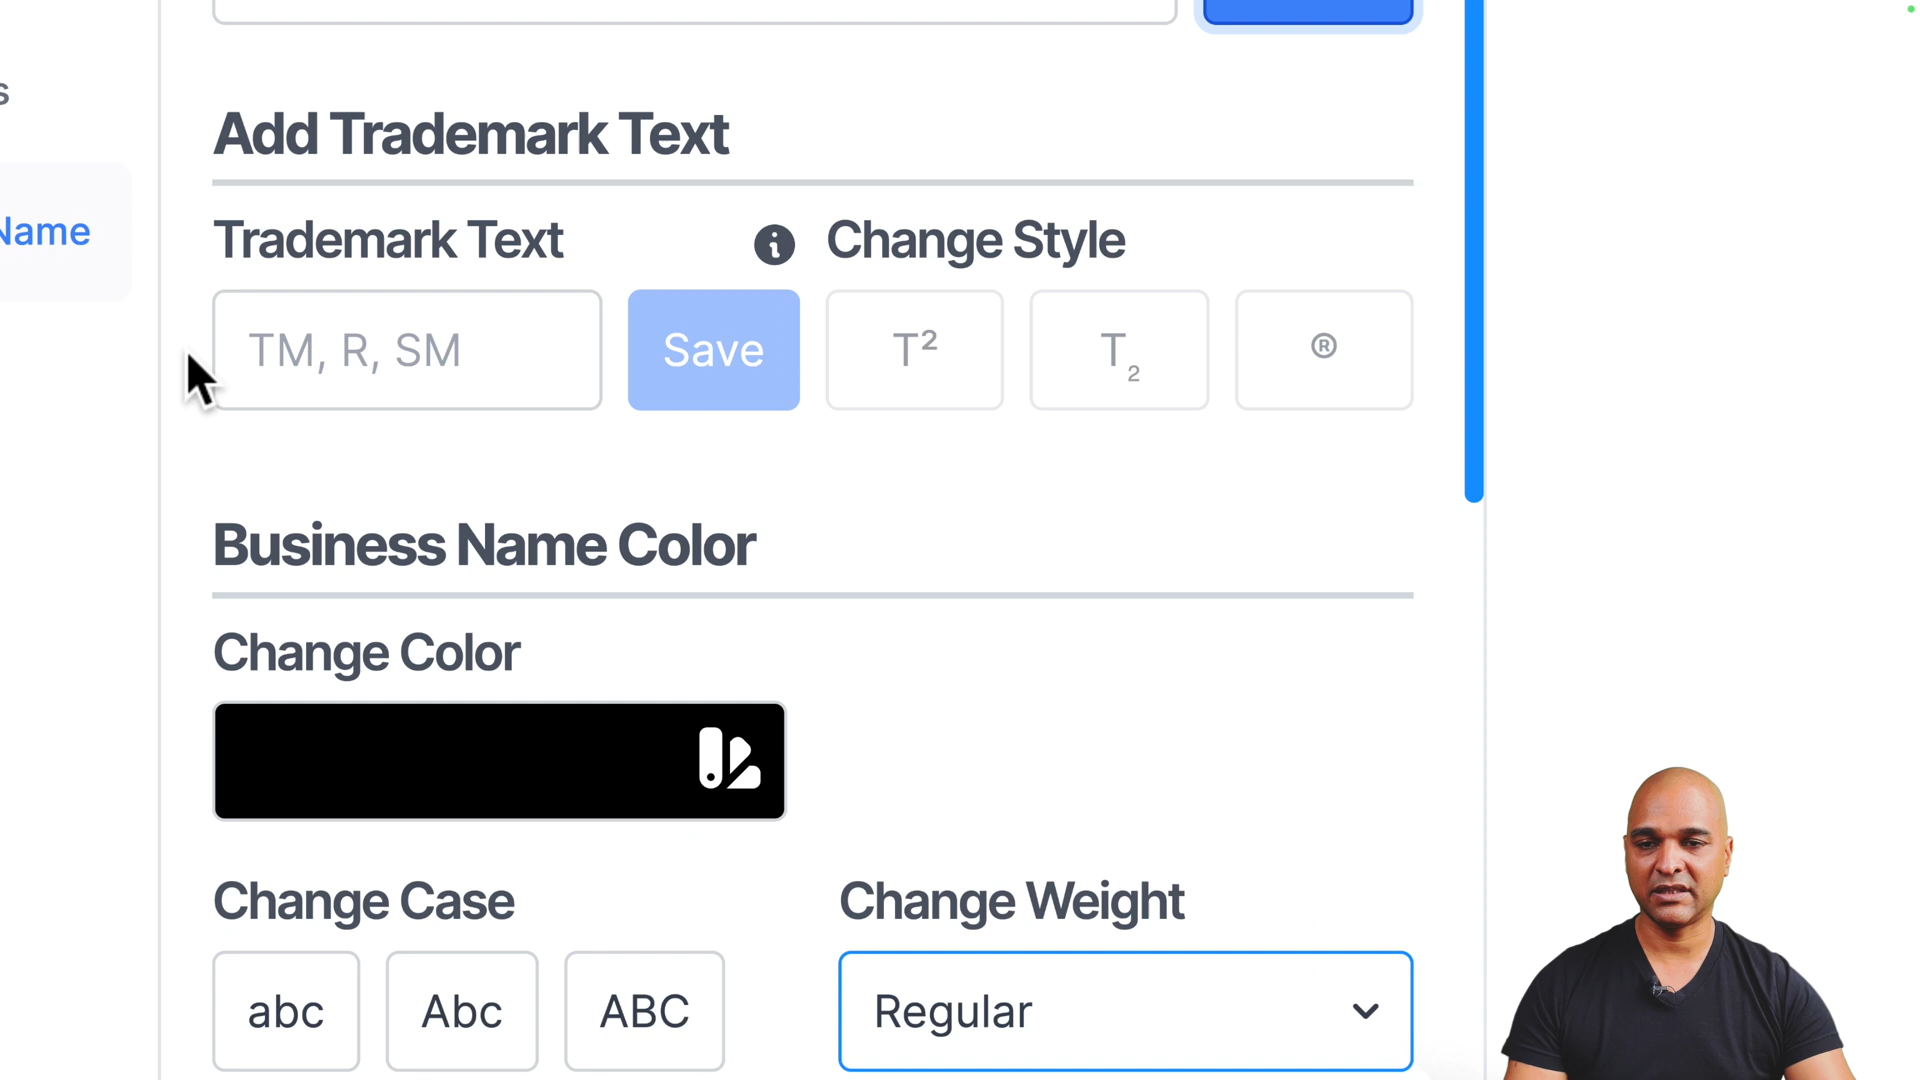 s
Add Trademark Text
Name
Trademark Text
Change Style
TM, R, SM
Save
T²
T₂
®
Business Name Color
Change Color
Change Case
Change Weight
abc
Abc
ABC
Regular